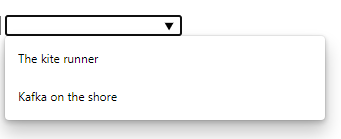 The kite runner
Kafka on the shore